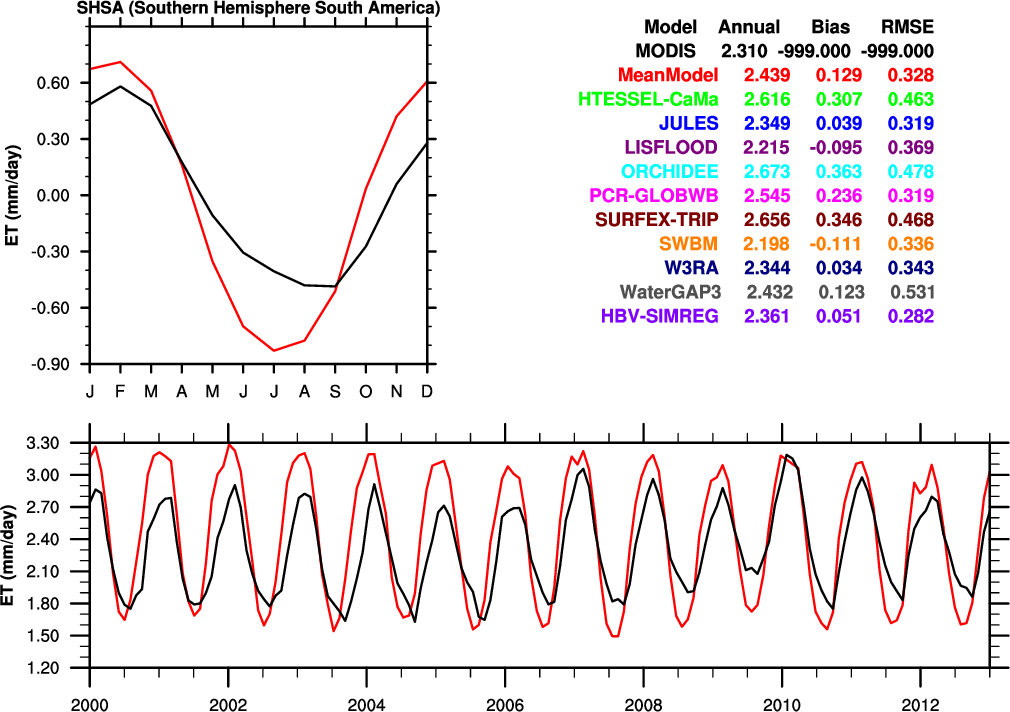 SHSA (Southern Hemisphere South America)
Model Annual Bias RMSE
MODIS 2.310 -999.000 -999.000
MeanModel 2.439 0.129 0.328
HTESSEL-CaMa 2.616 0.307 0.463
JULES 2.349 0.039 0.319
LISFLOOD 2.215 -0.095 0.369
ORCHIDEE 2.673 0.363 0.478
PCR-GLOBWB 2.545 0.236 0.319
SURFEX-TRIP 2.656 0.346 0.468
SWBM 2.198 -0.111 0.336
W3RA 2.344 0.034 0.343
WaterGAP3 2.432 0.123 0.531
HBV-SIMREG 2.361 0.051 0.282
ET (mm/day)
0.60
0.30
0.00
-0.30
-0.60
-0.90
J F M A M J J A S O N D
ET (mm/day)
3.30
3.00
2.70
2.40
2.10
1.80
1.50
1.20
2000 2002 2004 2006 2008 2010 2012